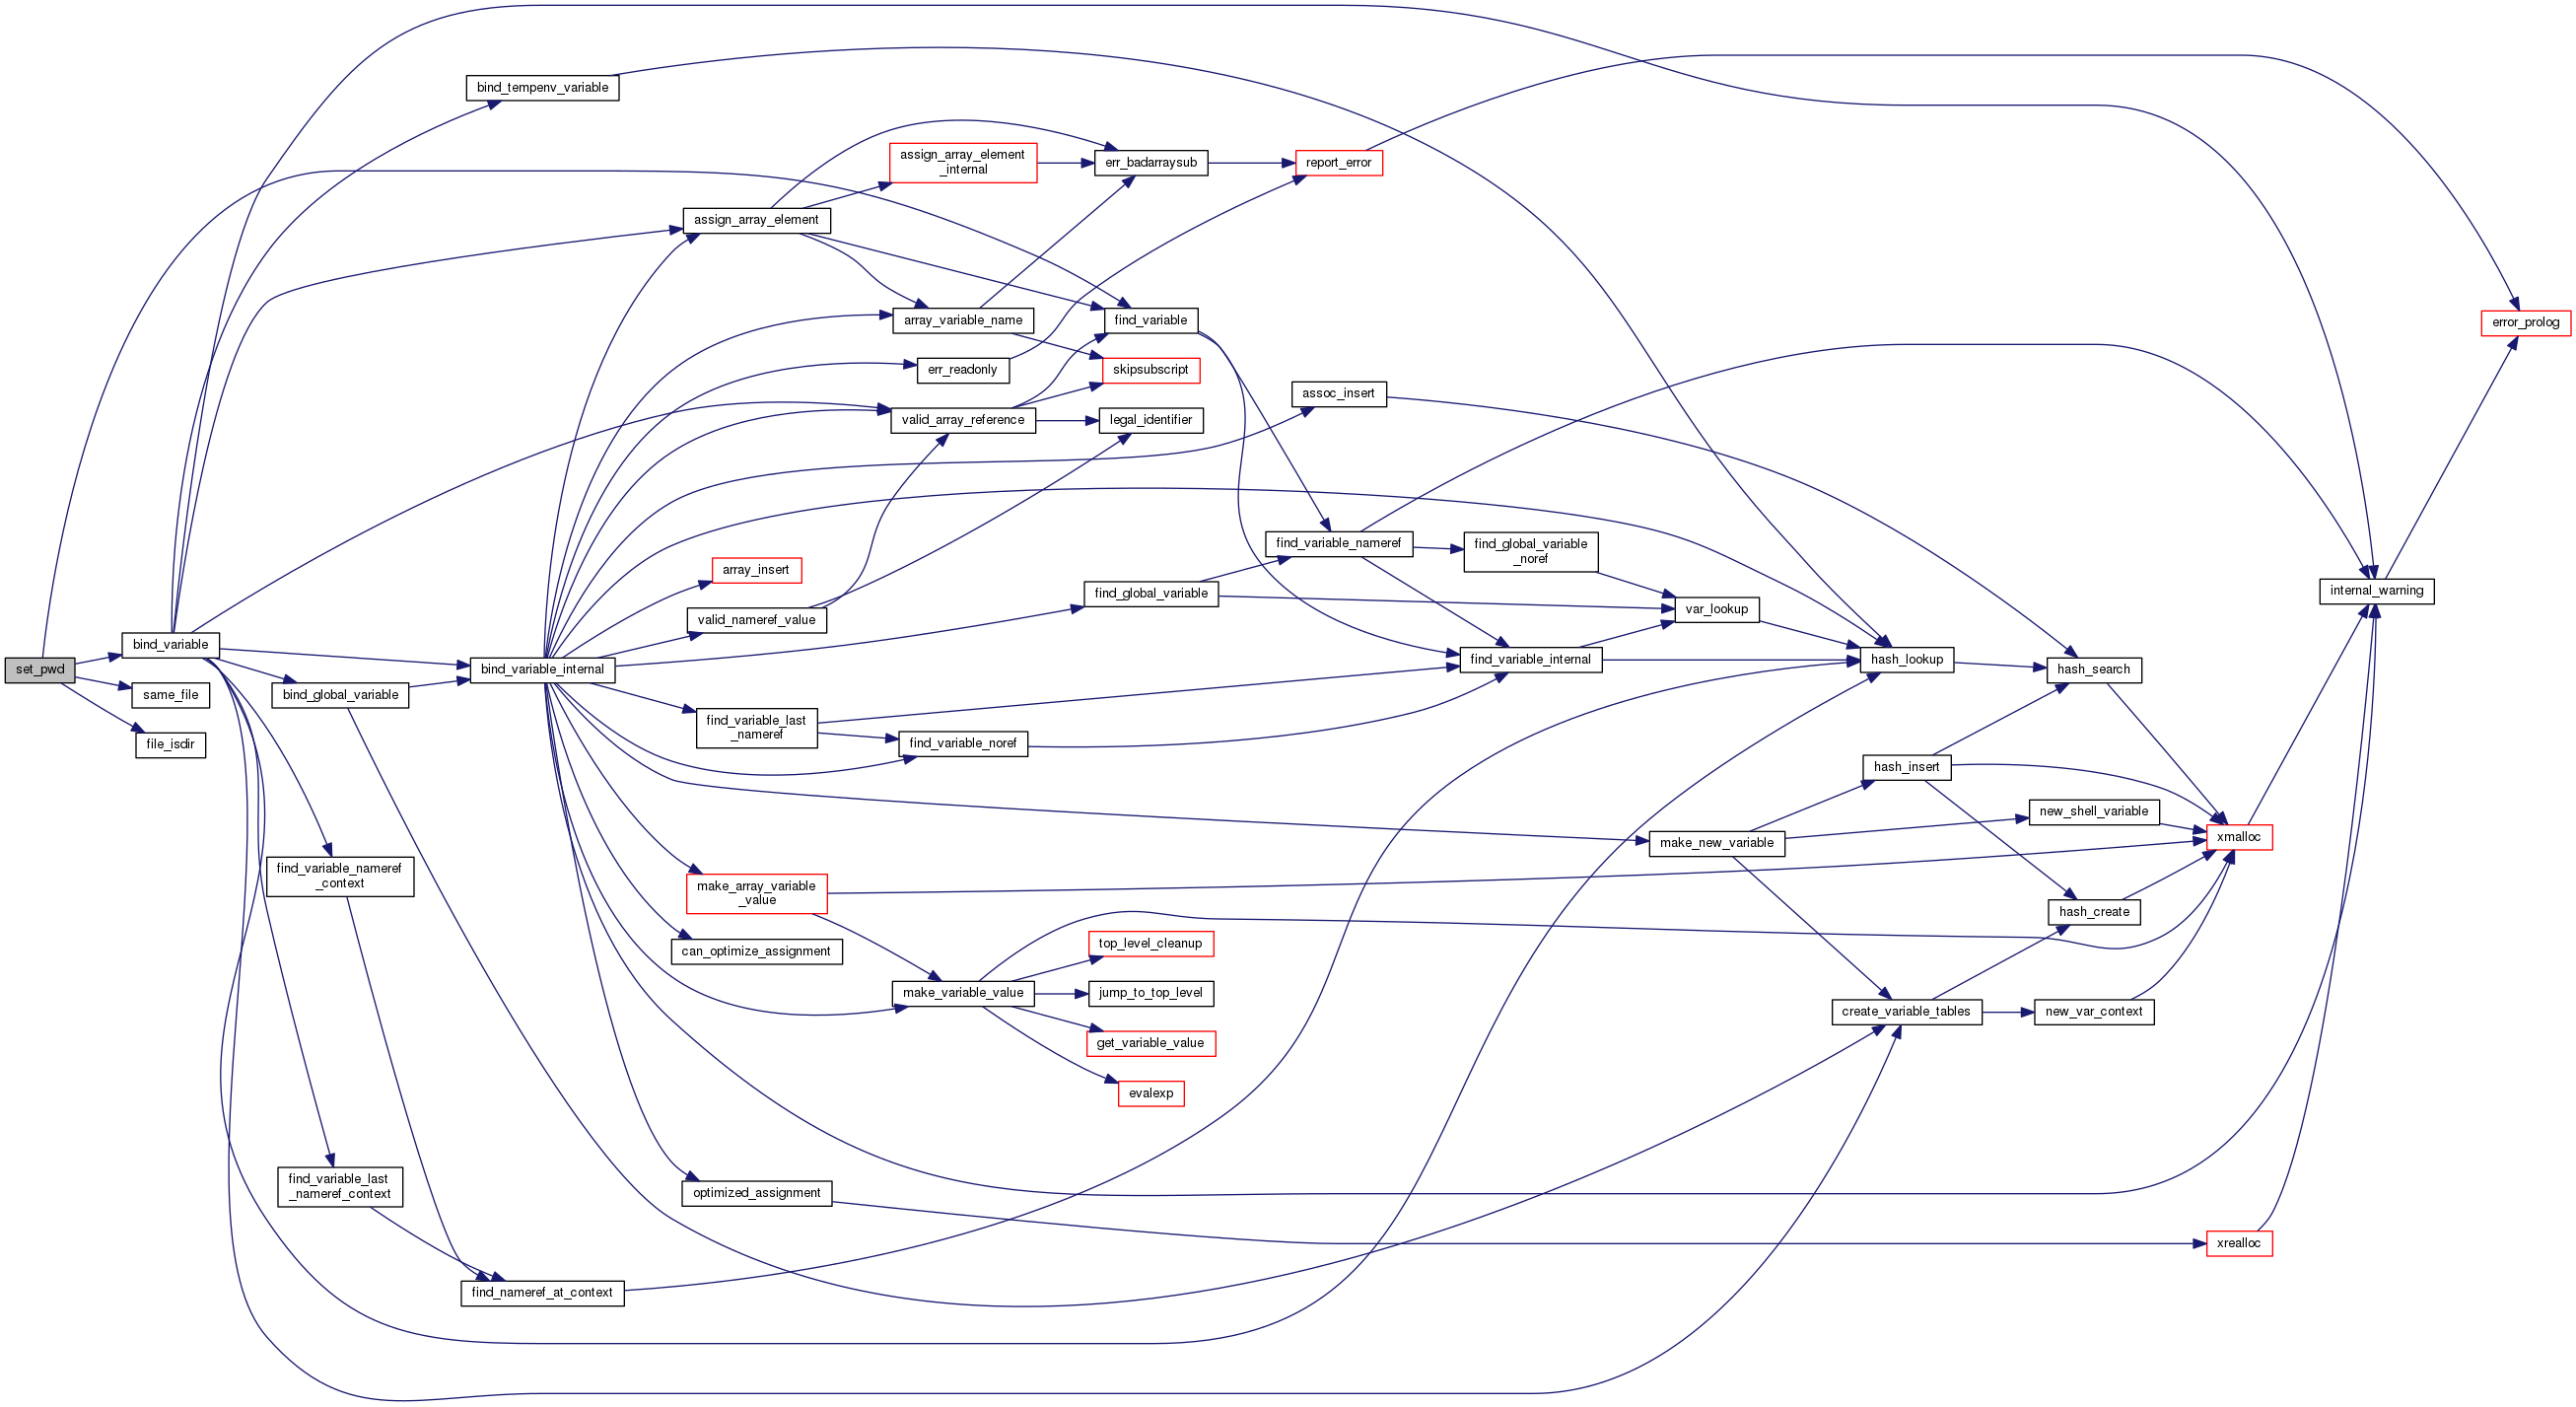 set_pwd
bind_variable
same_file
file_isdir
bind_tempenv_variable
bind_global_variable
find_variable_nameref
_context
find_variable_last
_nameref_context
find_nameref_at_context
bind_variable_internal
assign_array_element
array_insert
valid_nameref_value
find_variable_last
_nameref
make_array_variable
_value
can_optimize_assignment
optimized_assignment
assign_array_element
_internal
array_variable_name
err_readonly
valid_array_reference
find_variable_noref
make_variable_value
err_badarraysub
find_variable
skipsubscript
legal_identifier
find_global_variable
top_level_cleanup
jump_to_top_level
get_variable_value
evalexp
report_error
assoc_insert
find_variable_nameref
find_global_variable
_noref
find_variable_internal
var_lookup
make_new_variable
hash_lookup
hash_insert
create_variable_tables
hash_search
new_shell_variable
hash_create
new_var_context
xmalloc
xrealloc
internal_warning
error_prolog